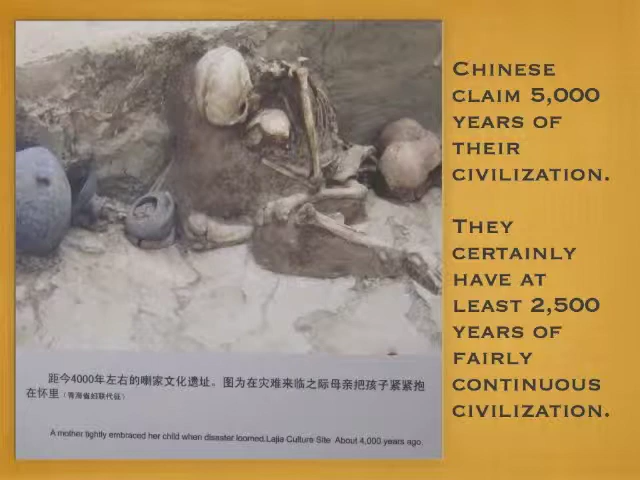 CHINESE
CLAIM 5,000
YEARS OF
THEIR
CIVILIZATION.
THEY
CERTAINLY
HAVE AT
LEAST 2,500
YEARS OF
FAIRLY
CONTINUOUS
CIVILIZATION.
距今4000年左右的喇家文化遗址。图为在灾难来临之际母亲把孩子紧紧抱
在怀里（青海省妇联代征）
A mother tightly embraced her child when disaster loomed.Lajia Culture Site About 4,000 years ago.